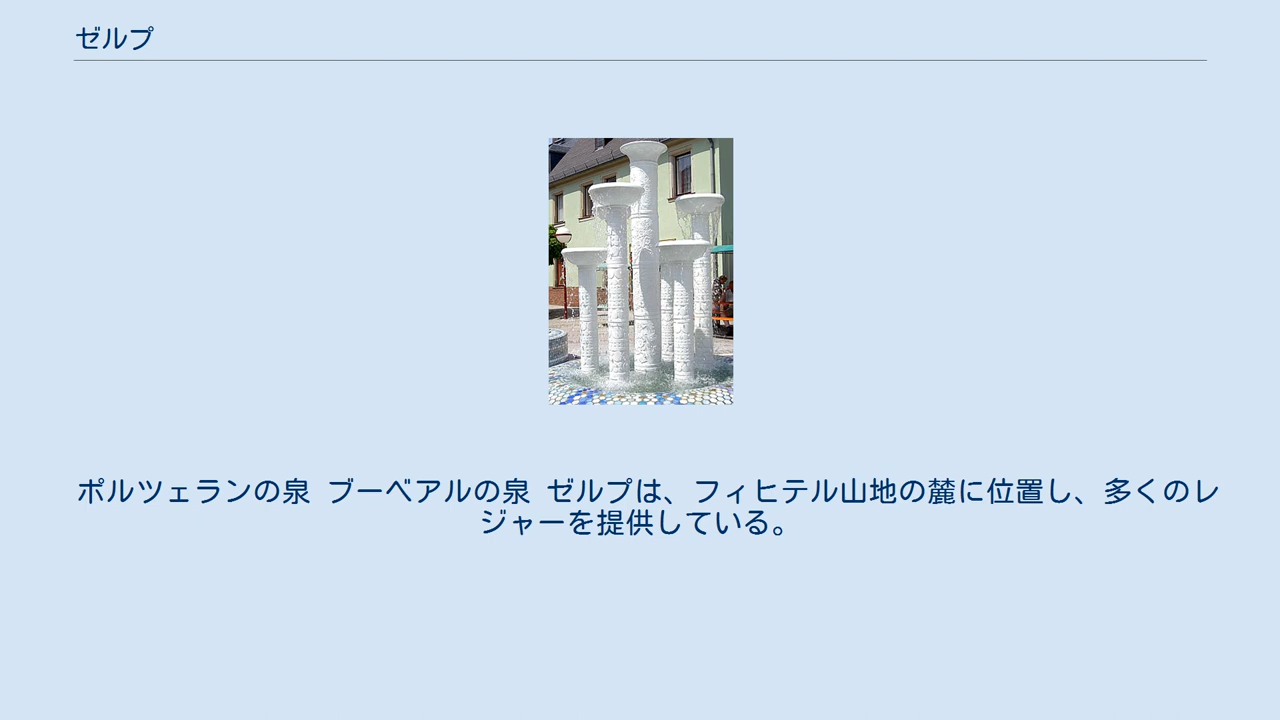 ゼルプ
ポルツェランの泉 ブーベアルの泉 ゼルプは、フィヒテル山地の麓に位置し、多くのレ
ジャーを提供している。